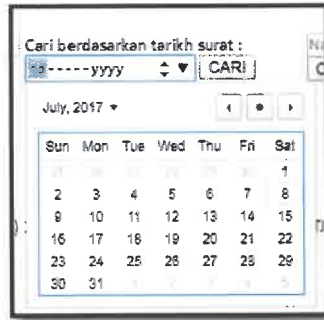 Cari berdasarkan tarikh surat :
-----yyyy CARI
July, 2017
Sun Mon Tue Wed Thu Fri Sat
1
2 3 4 5 6 7 8
9 10 11 12 13 14 15
16 17 18 19 20 21 22
23 24 25 26 27 28 29
30 31